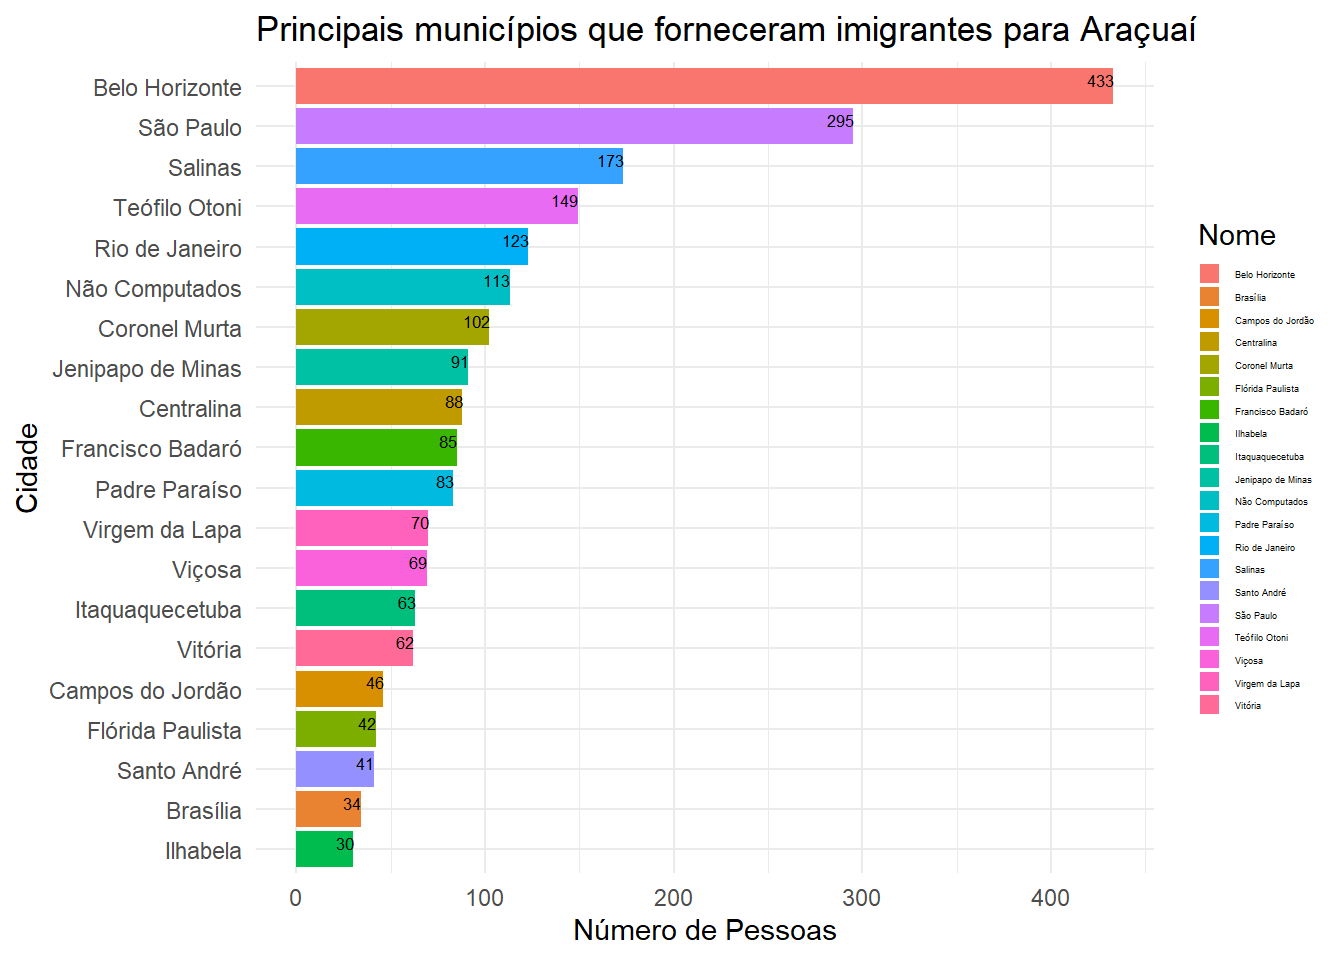 Principais municípios que forneceram imigrantes para Araçuaí
Cidade
Belo Horizonte 433
São Paulo 295
Salinas 173
Teófilo Otoni 149
Rio de Janeiro 123
Não Computados 113
Coronel Murta 102
Jenipapo de Minas 91
Centralina 88
Francisco Badaró 85
Padre Paraíso 83
Virgem da Lapa 70
Viçosa 69
Itaquaquecetuba 63
Vitória 62
Campos do Jordão 46
Flórida Paulista 42
Santo André 41
Brasília 34
Ilhabela 30
0 100 200 300 400
Número de Pessoas
Nome
Belo Horizonte
Brasília
Campos do Jordão
Centralina
Coronel Murta
Flórida Paulista
Francisco Badaró
Ilhabela
Itaquaquecetuba
Jenipapo de Minas
Não Computados
Padre Paraíso
Rio de Janeiro
Salinas
Santo André
São Paulo
Teófilo Otoni
Viçosa
Virgem da Lapa
Vitória